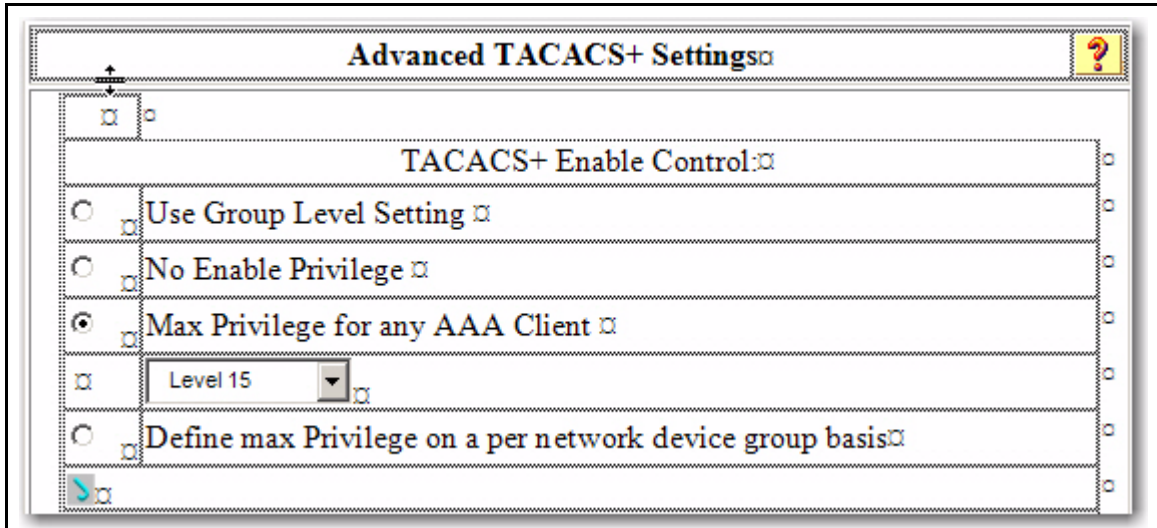 Advanced TACACS+ Settings¤
?
¤ ¤
TACACS+ Enable Control:¤ ¤
¤ Use Group Level Setting ¤ ¤
¤ No Enable Privilege ¤ ¤
¤ Max Privilege for any AAA Client ¤ ¤
¤ Level 15 ¤ ¤
¤ Define max Privilege on a per network device group basis¤ ¤
¤ ¤